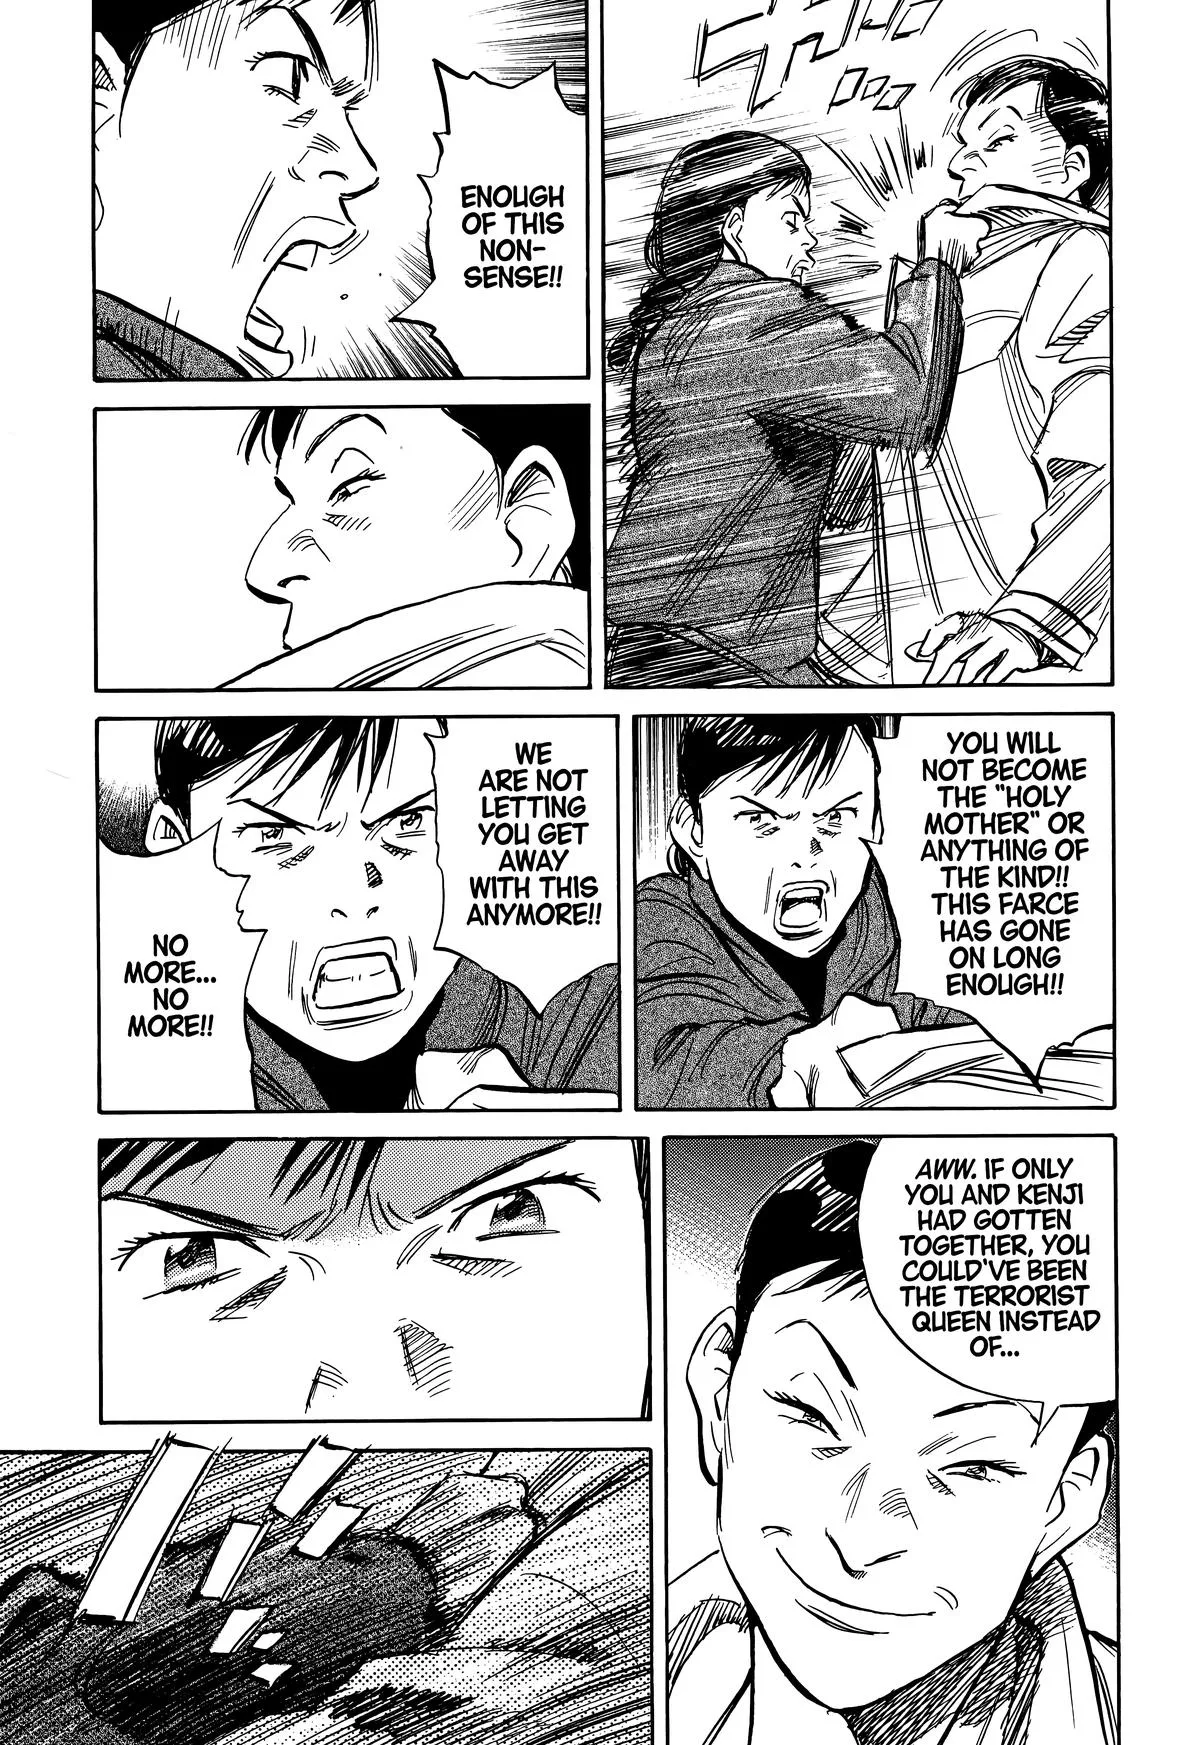 ENOUGH
OF THIS
NON-
SENSE!!
YOU WILL
NOT BECOME
THE "HOLY
MOTHER" OR
ANYTHING OF
THE KIND!!
THIS FARCE
HAS GONE
ON LONG
ENOUGH!!
WE
ARE NOT
LETTING
YOU GET
AWAY
WITH THIS
ANYMORE!!
NO
MORE...
NO
MORE!!
AWW. IF ONLY
YOU AND KENJI
HAD GOTTEN
TOGETHER, YOU
COULD'VE BEEN
THE TERRORIST
QUEEN INSTEAD
OF...